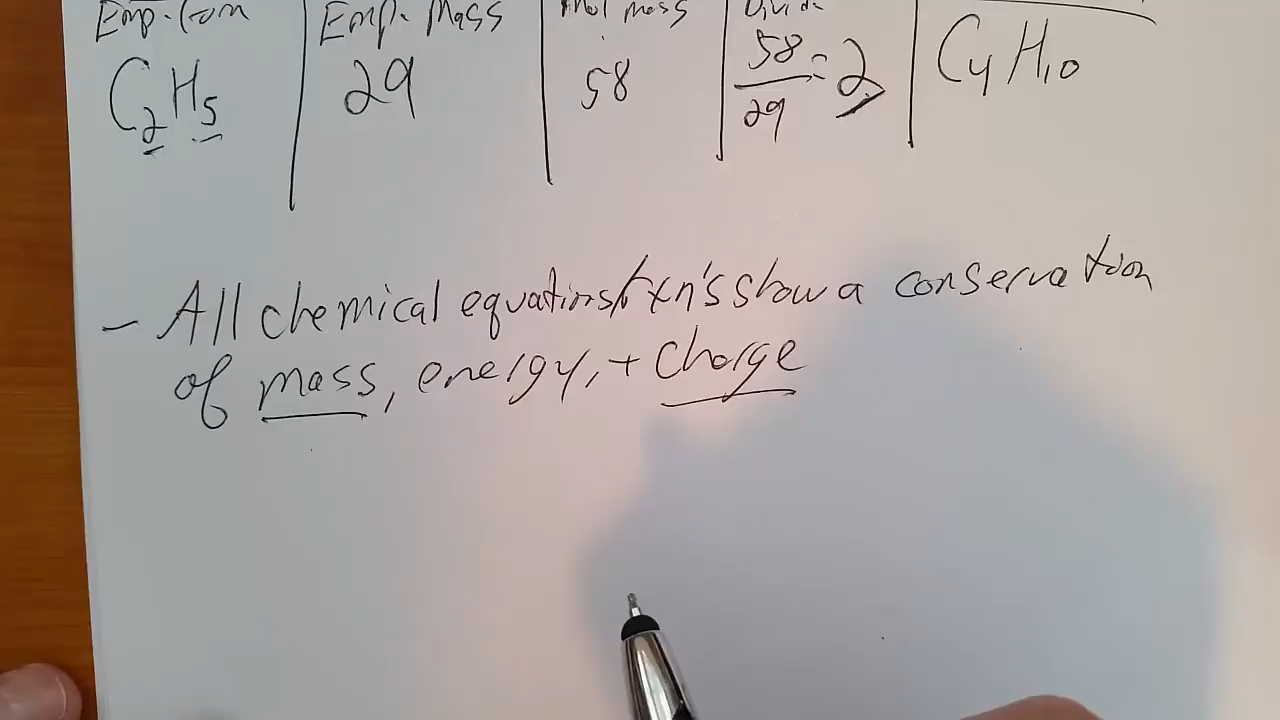 Emp. form Emp. Mass Mol mass Divide
C2H5 29 58 58/29 = 2 C4H10
- All chemical equations/rxn's show a conservation
of mass, energy, + charge